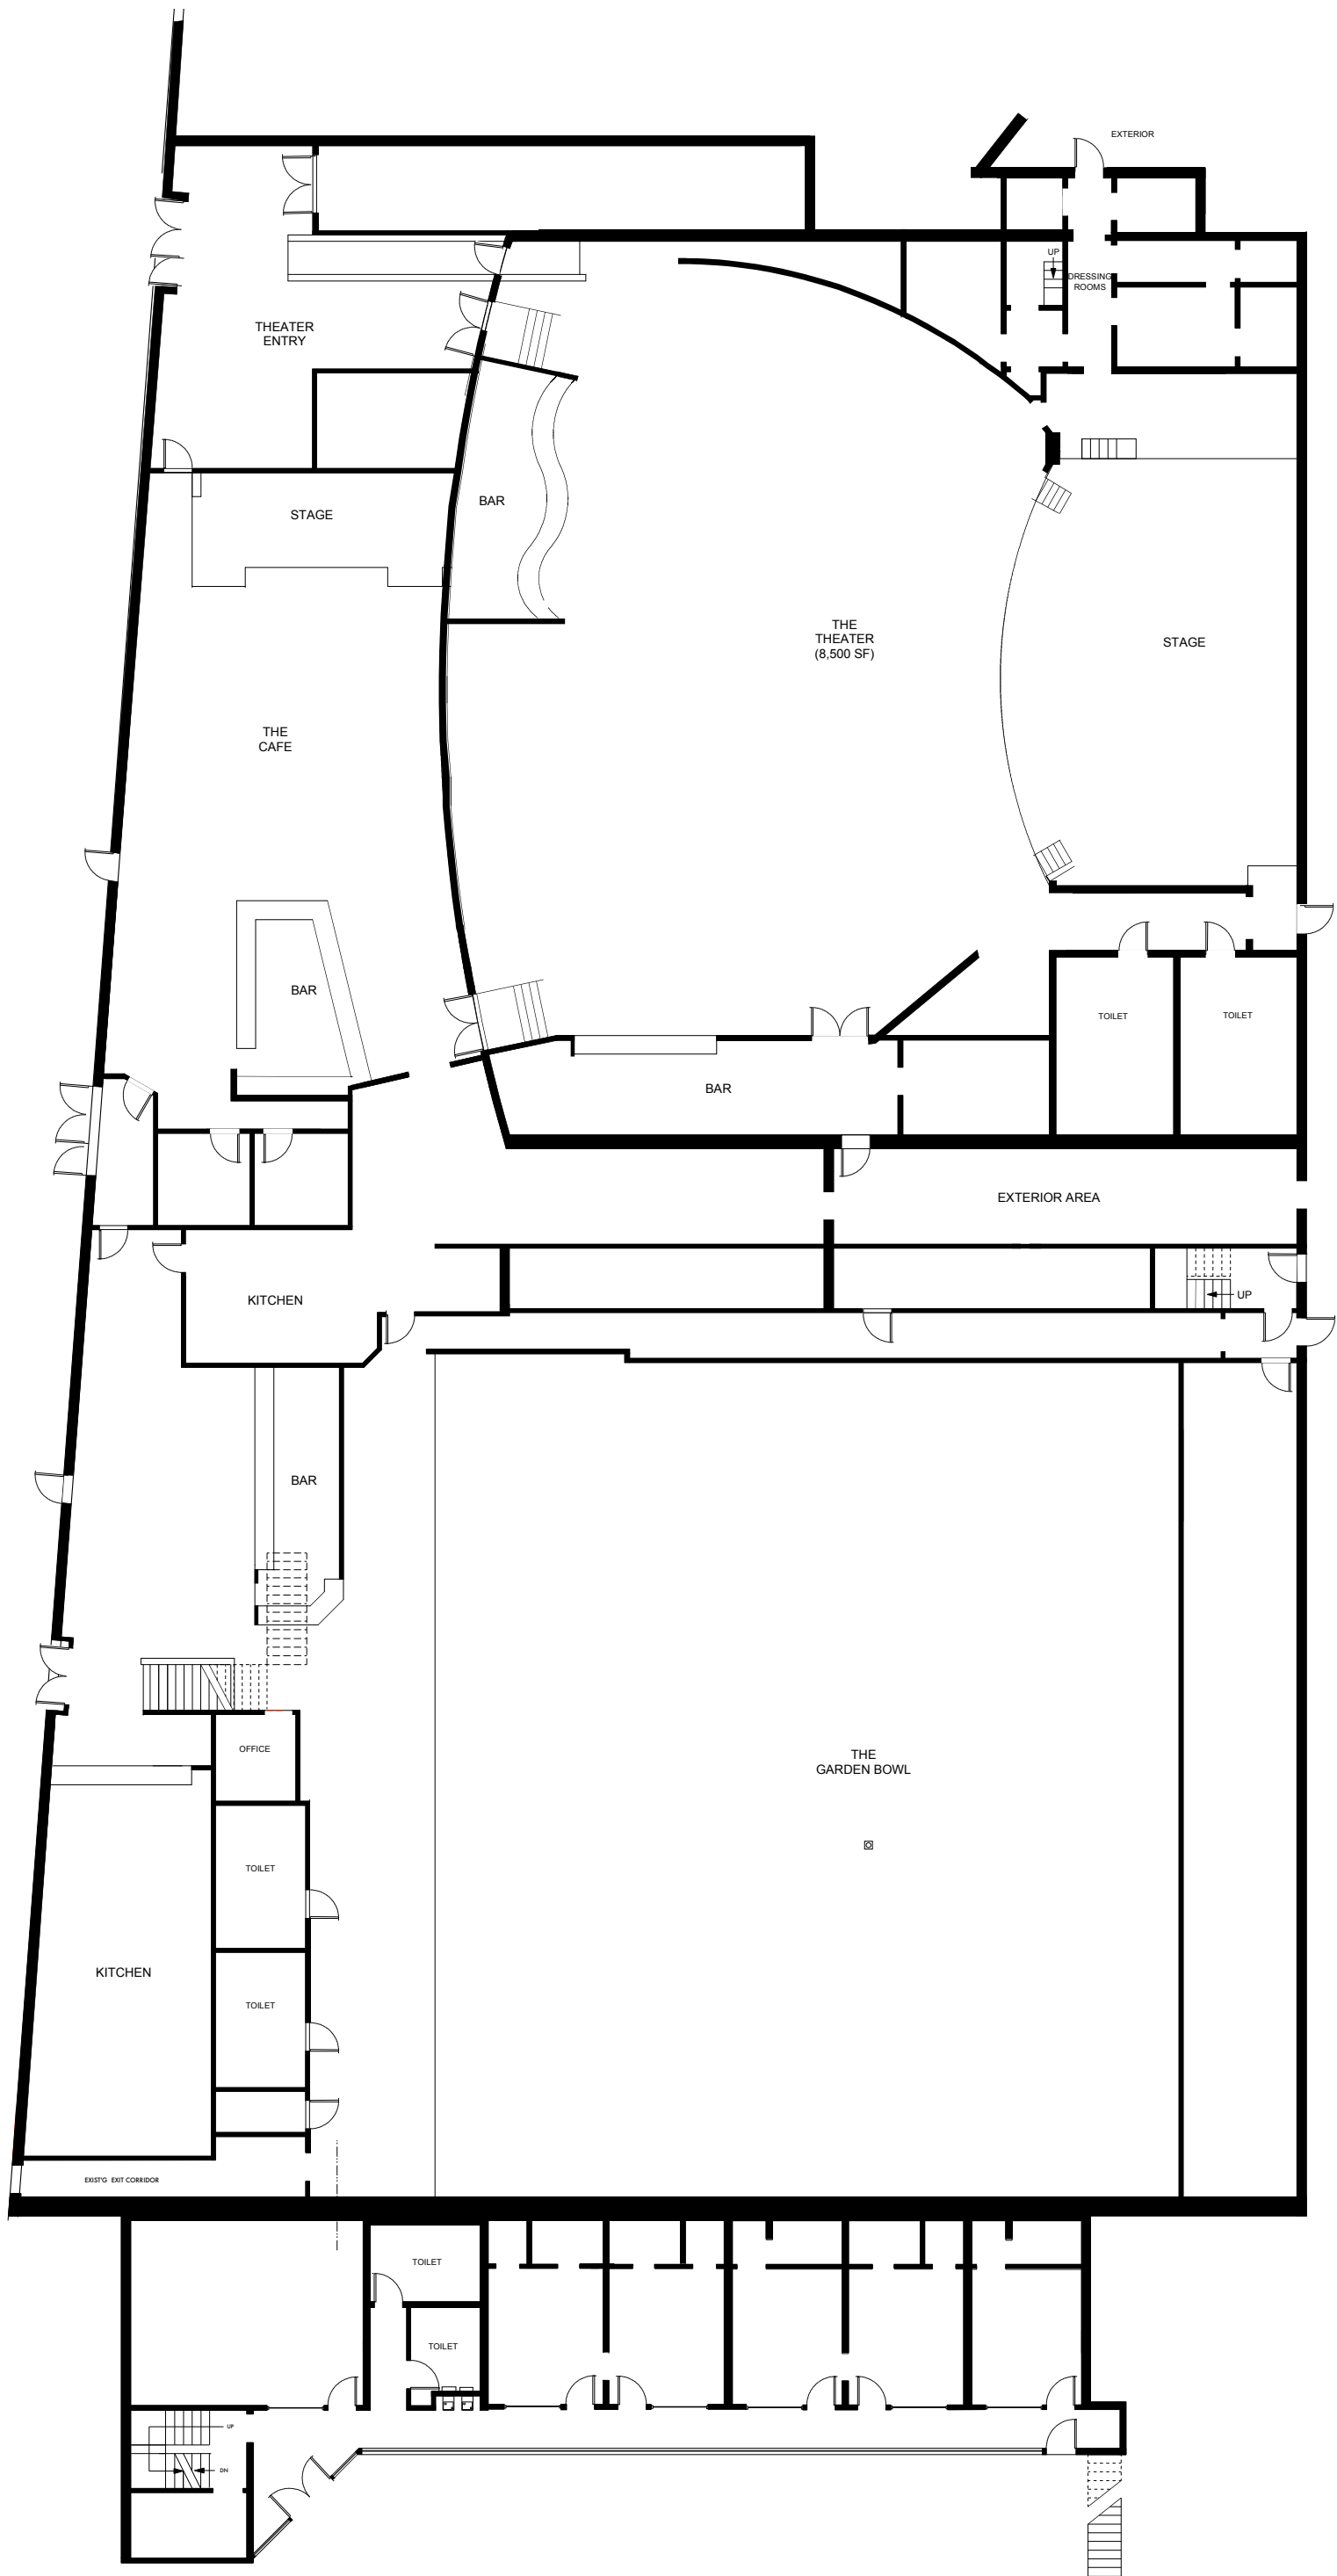 EXTERIOR
UP
DRESSING
ROOMS
THEATER
ENTRY
BAR
STAGE
THE
THEATER
(8,500 SF)
STAGE
THE
CAFE
BAR
TOILET
TOILET
BAR
EXTERIOR AREA
KITCHEN
UP
BAR
OFFICE
THE
GARDEN BOWL
TOILET
KITCHEN
TOILET
EXIST'G EXIT CORRIDOR
TOILET
TOILET
UP
DN